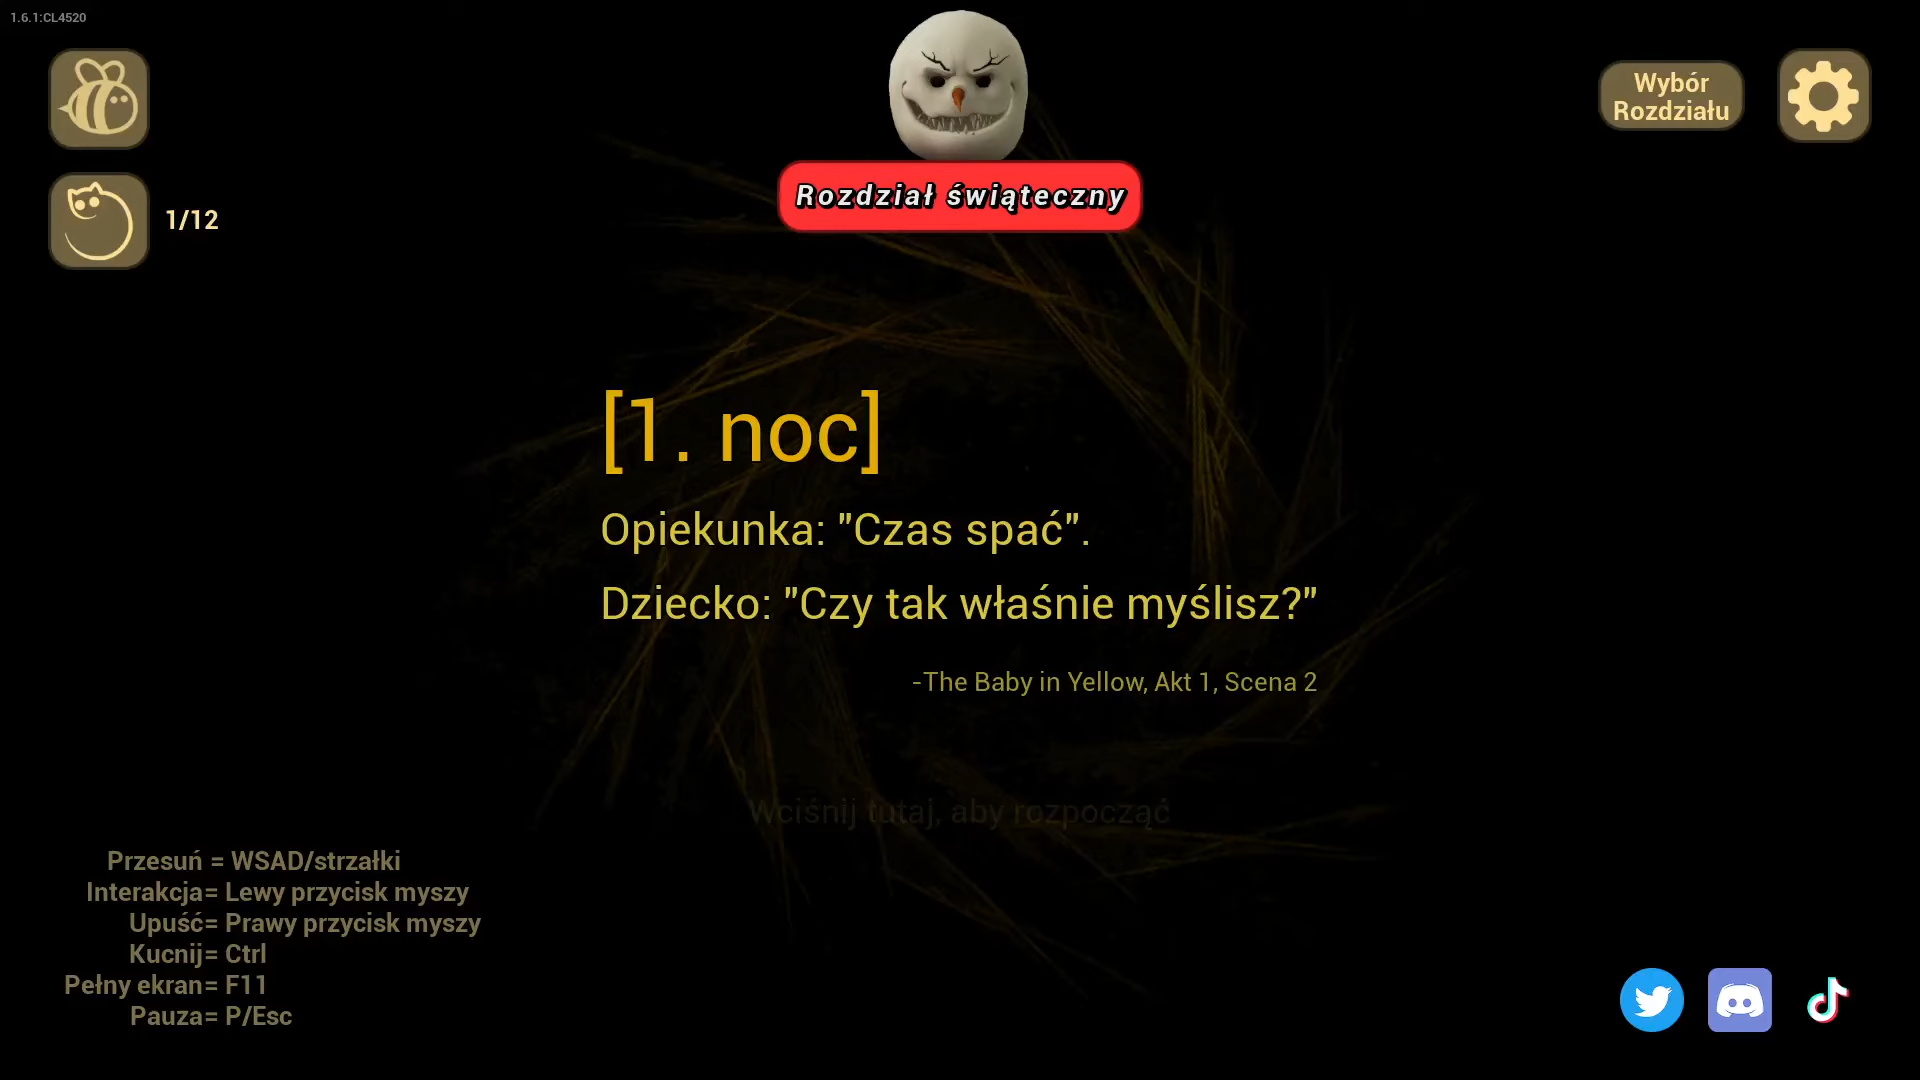 1.6.1:CL4520
Wybór
Rozdziału
Rozdział świąteczny
1/12
[1. noc]
Opiekunka: "Czas spać".
Dziecko: "Czy tak właśnie myślisz?"
-The Baby in Yellow, Akt 1, Scena 2
Wciśnij tutaj, aby rozpocząć
Przesuń = WSAD/strzałki
Interakcja= Lewy przycisk myszy
Upuść= Prawy przycisk myszy
Kucnij= Ctrl
Pełny ekran= F11
Pauza= P/Esc